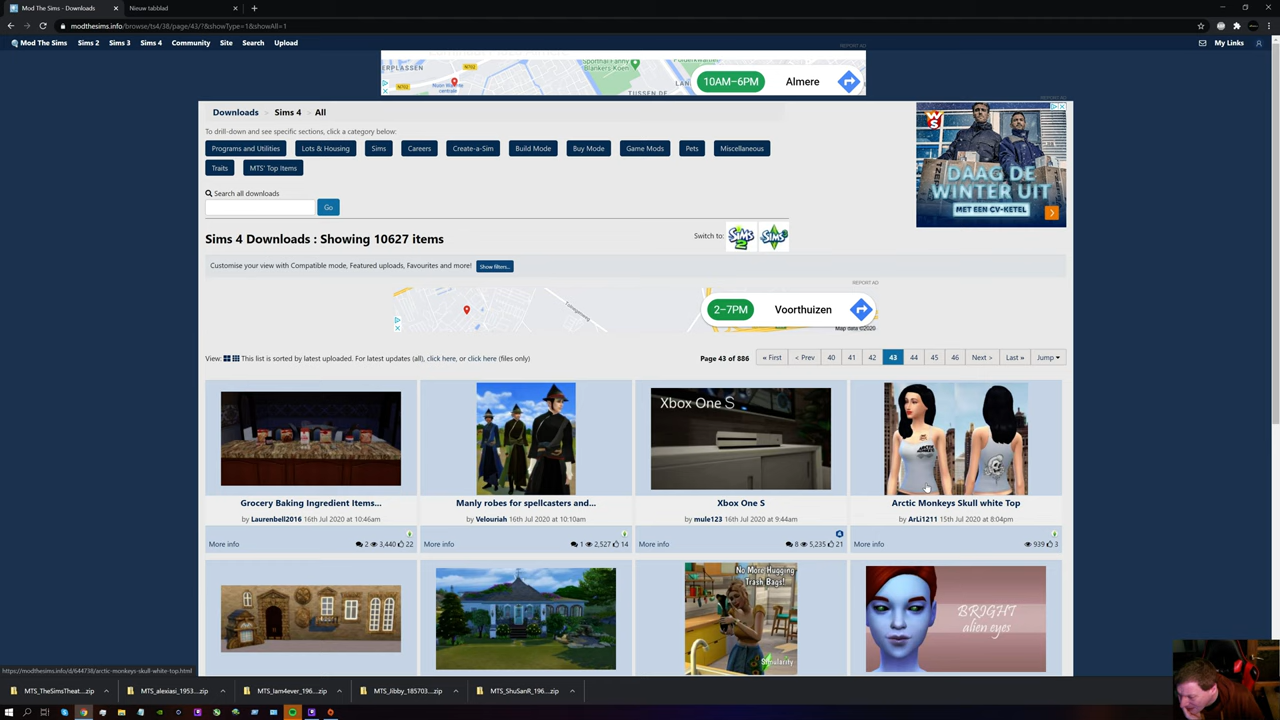 Mod The Sims - Downloads
Nieuw tabblad
modthesims.info/browse/ts4/38/page/43/?&showType=1&showAll=1
Mod The Sims Sims 2 Sims 3 Sims 4 Community Site Search Upload My Links
REPORT AD
10AM–6PM Almere
REPORT AD
Downloads > Sims 4 > All
To drill-down and see specific sections, click a category below:
Programs and Utilities Lots & Housing Sims Careers Create-a-Sim Build Mode Buy Mode Game Mods Pets Miscellaneous
Traits MTS' Top Items
DAAG DE
WINTER UIT
MET EEN CV-KETEL
Search all downloads
Go
Sims 4 Downloads : Showing 10627 items
Switch to:
Customise your view with Compatible mode, Featured uploads, Favourites and more! Show filters...
REPORT AD
2–7PM Voorthuizen
Map data ©2020
View: This list is sorted by latest uploaded. For latest updates (all), click here, or click here (files only)
Page 43 of 886 « First < Prev 40 41 42 43 44 45 46 Next > Last » Jump
Xbox One S
Grocery Baking Ingredient Items...
by Laurenbell2016 16th Jul 2020 at 10:46am
More info 2 3,440 22
Manly robes for spellcasters and...
by Velouriah 16th Jul 2020 at 10:10am
More info 1 2,527 14
Xbox One S
by mule123 16th Jul 2020 at 9:44am
More info 8 5,235 21
Arctic Monkeys Skull white Top
by ArLi1211 15th Jul 2020 at 8:04pm
More info 939 3
No More Hugging
Trash Bags!
BRIGHT
alien eyes
https://modthesims.info/d/644738/arctic-monkeys-skull-white-top.html
MTS_TheSimsTheat....zip
MTS_alexiasi_1953....zip
MTS_Iam4ever_196....zip
MTS_Jibby_185703....zip
MTS_ShuSanR_196....zip